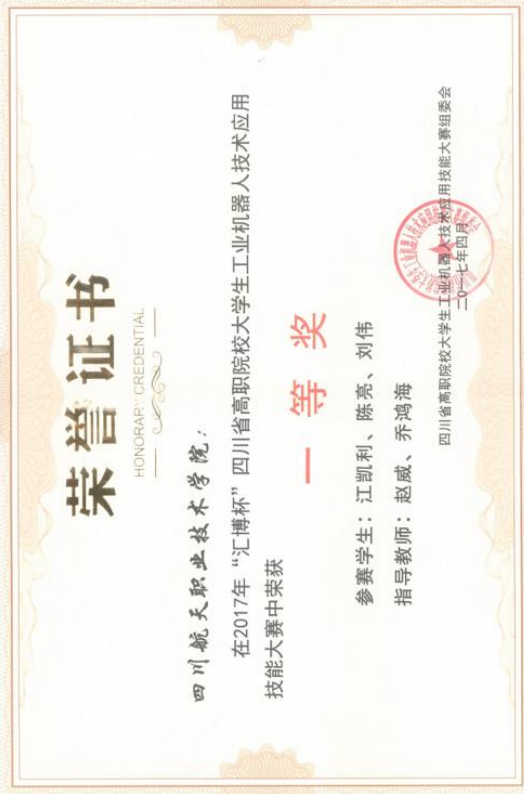 荣誉证书
HONORARY CREDENTIAL
四川航天职业技术学院：
在2017年“汇博杯”四川省高职院校大学生工业机器人技术应用
技能大赛中荣获
一等奖
参赛学生：江凯利、陈亮、刘伟
指导教师：赵威、乔鸿海
四川省高职院校大学生工业机器人技术应用技能大赛组委会
二〇一七年四月